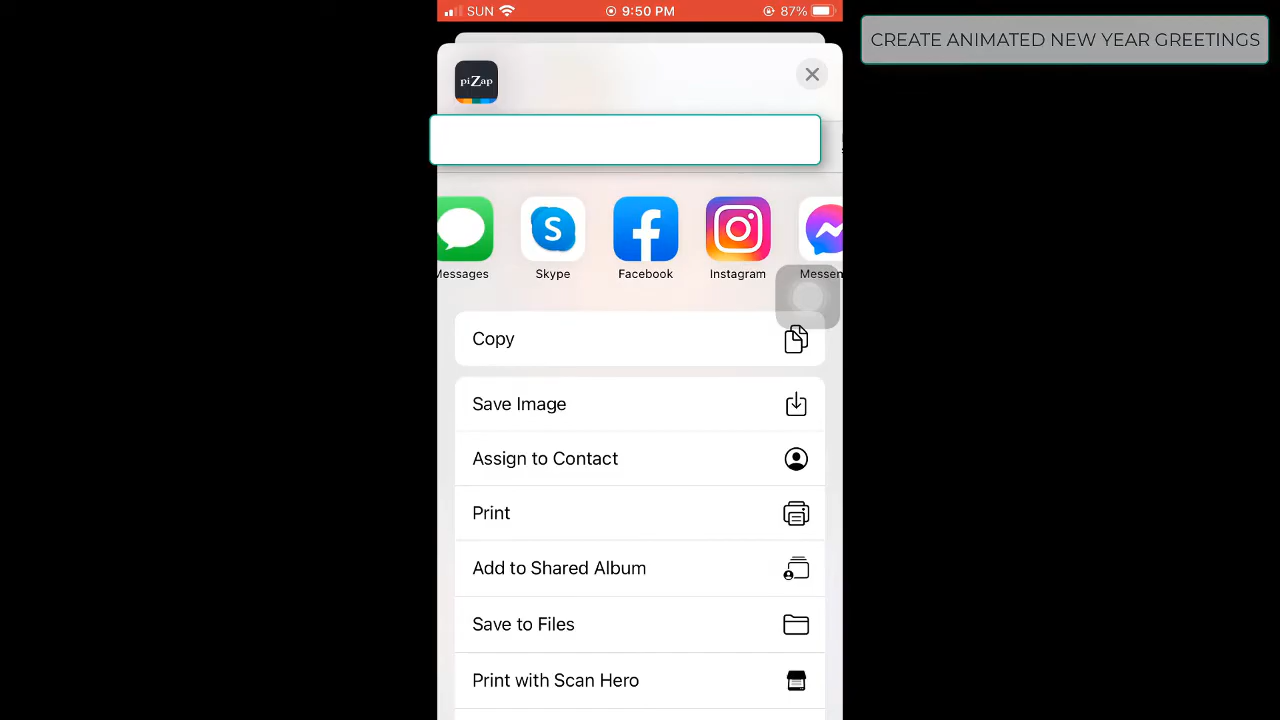 SUN 9:50 PM 87%
CREATE ANIMATED NEW YEAR GREETINGS
piZap
Messages Skype Facebook Instagram Messen
Copy
Save Image
Assign to Contact
Print
Add to Shared Album
Save to Files
Print with Scan Hero